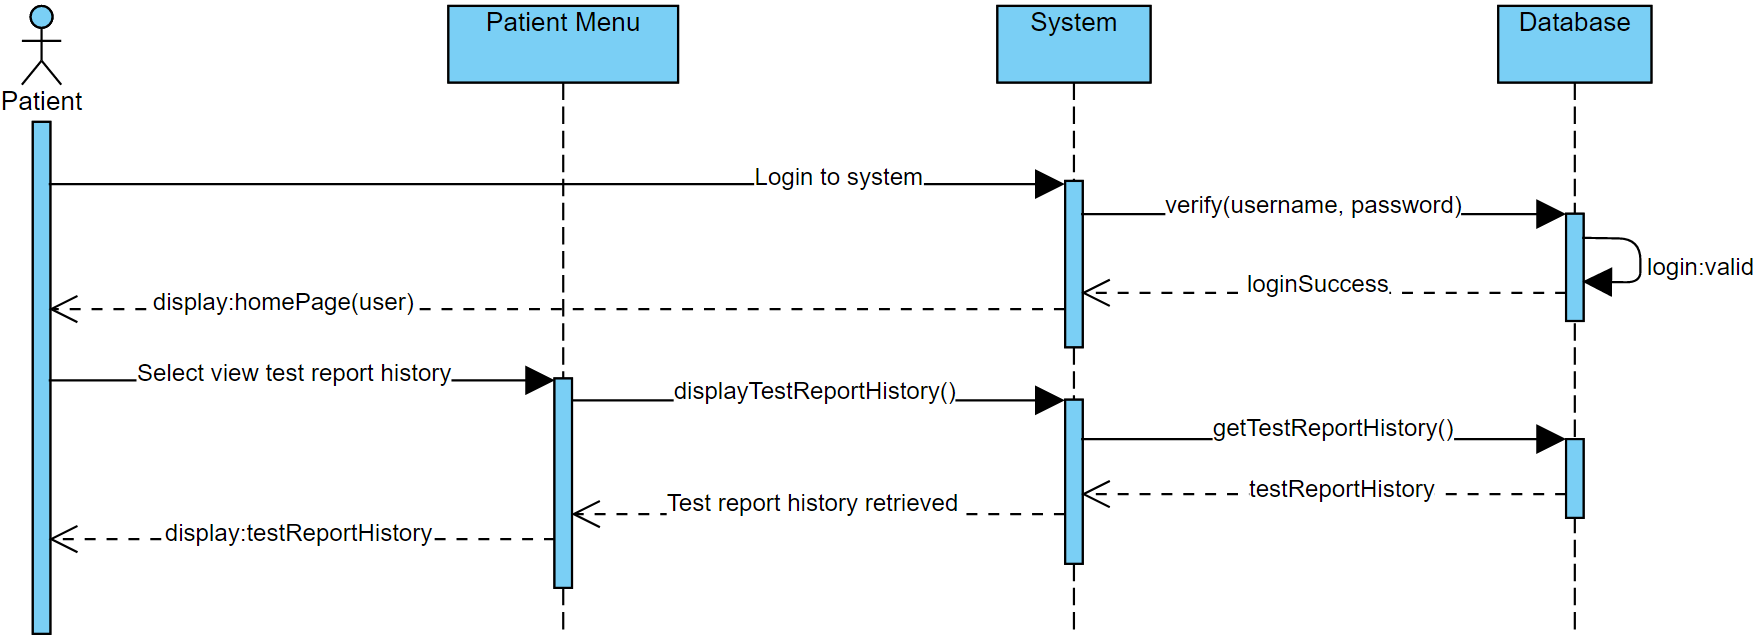 Patient Menu
System
Database
Patient
Login to system
verify(username, password)
login:valid
loginSuccess
display:homePage(user)
Select view test report history
displayTestReportHistory()
getTestReportHistory()
testReportHistory
Test report history retrieved
display:testReportHistory